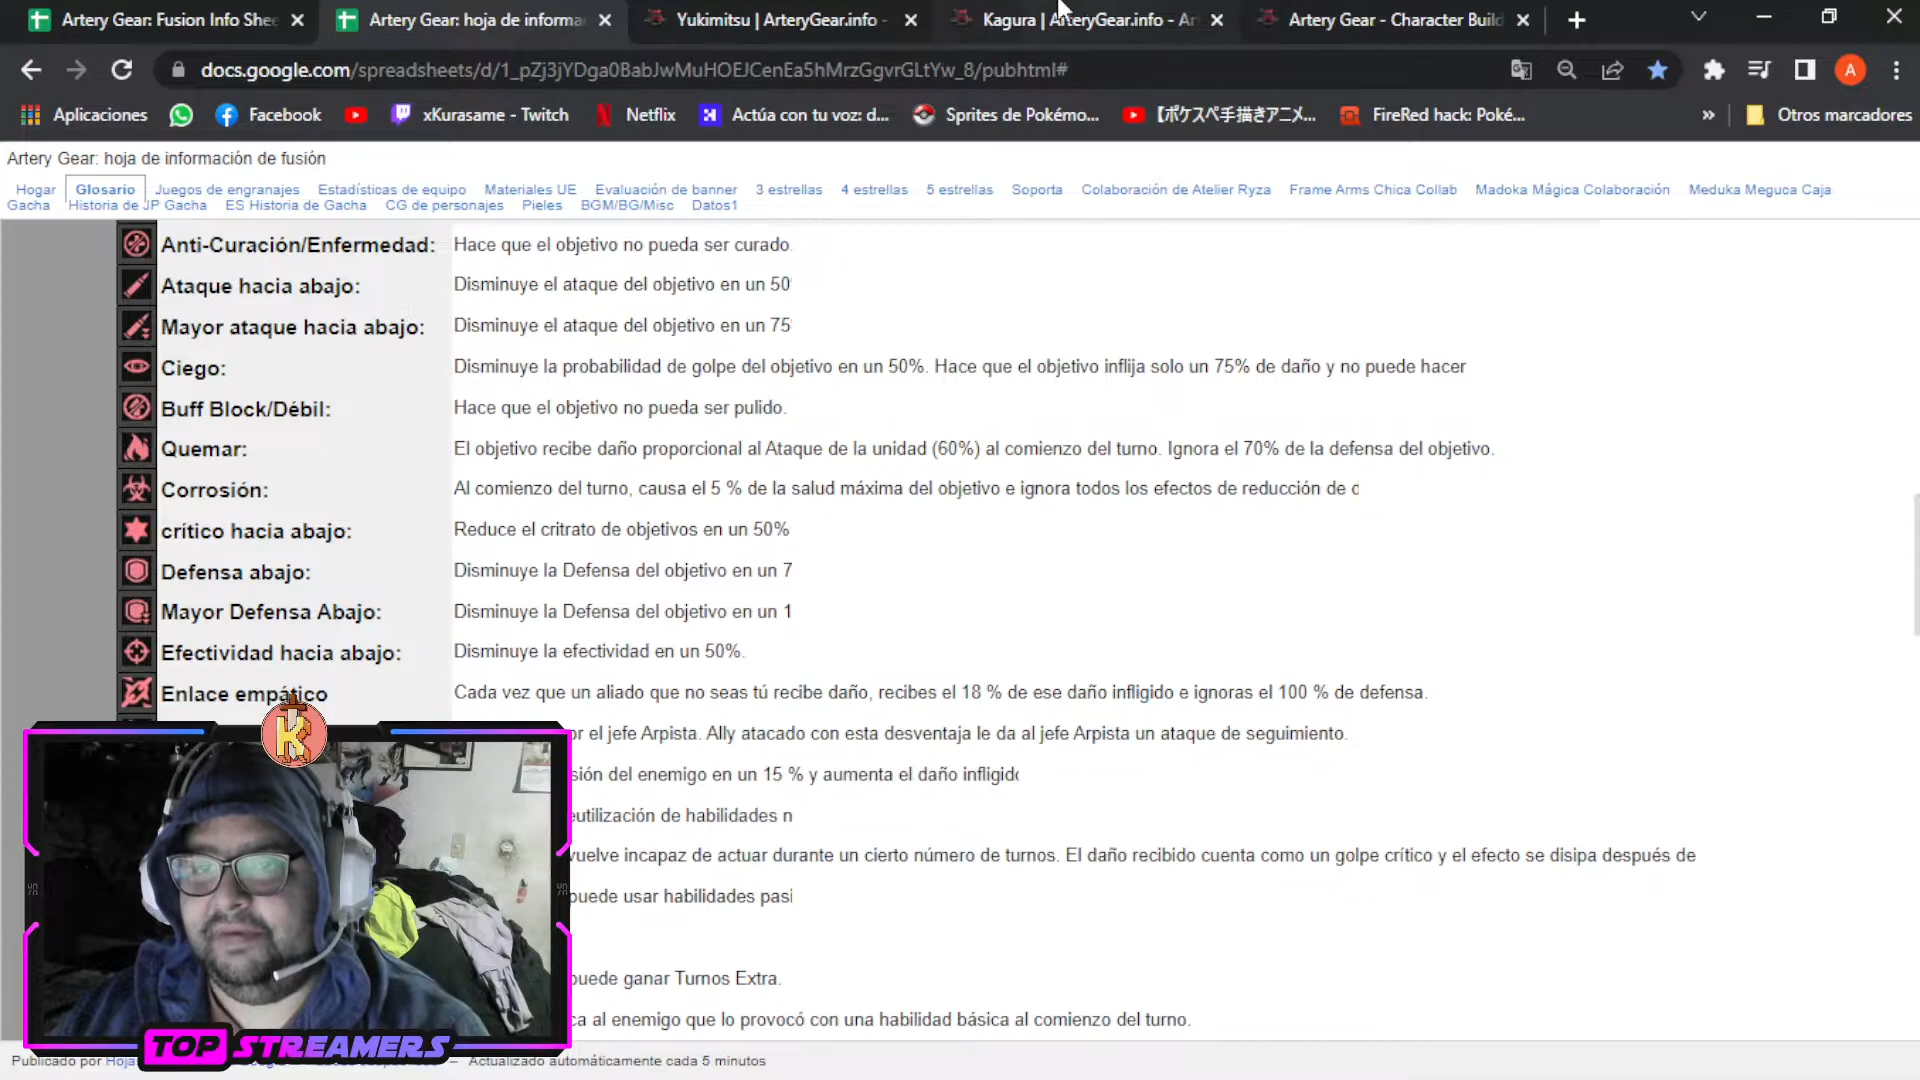 Artery Gear: Fusion Info Shee
Artery Gear: hoja de informa
Yukimitsu | ArteryGear.info -
Kagura | ArteryGear.info - Ar
Artery Gear - Character Build
docs.google.com/spreadsheets/d/1_pZj3jYDga0BabJwMuHOEJCenEa5hMrzGgvrGLtYw_8/pubhtml#
A
Aplicaciones
Facebook
xKurasame - Twitch
Netflix
Actúa con tu voz: d...
Sprites de Pokémo...
【ポケスペ手描きアニメ...
FireRed hack: Poké...
»
Otros marcadores
Artery Gear: hoja de información de fusión
Hogar Glosario Juegos de engranajes Estadísticas de equipo Materiales UE Evaluación de banner 3 estrellas 4 estrellas 5 estrellas Soporta Colaboración de Atelier Ryza Frame Arms Chica Collab Madoka Mágica Colaboración Meduka Meguca Caja
Gacha Historia de JP Gacha ES Historia de Gacha CG de personajes Pieles BGM/BG/Misc Datos1
Anti-Curación/Enfermedad: Hace que el objetivo no pueda ser curado.
Ataque hacia abajo: Disminuye el ataque del objetivo en un 50
Mayor ataque hacia abajo: Disminuye el ataque del objetivo en un 75
Ciego: Disminuye la probabilidad de golpe del objetivo en un 50%. Hace que el objetivo inflija solo un 75% de daño y no puede hacer
Buff Block/Débil: Hace que el objetivo no pueda ser pulido.
Quemar: El objetivo recibe daño proporcional al Ataque de la unidad (60%) al comienzo del turno. Ignora el 70% de la defensa del objetivo.
Corrosión: Al comienzo del turno, causa el 5 % de la salud máxima del objetivo e ignora todos los efectos de reducción de d
crítico hacia abajo: Reduce el critrato de objetivos en un 50%
Defensa abajo: Disminuye la Defensa del objetivo en un 7
Mayor Defensa Abajo: Disminuye la Defensa del objetivo en un 1
Efectividad hacia abajo: Disminuye la efectividad en un 50%.
Enlace empático Cada vez que un aliado que no seas tú recibe daño, recibes el 18 % de ese daño infligido e ignoras el 100 % de defensa.
or el jefe Arpista. Ally atacado con esta desventaja le da al jefe Arpista un ataque de seguimiento.
sión del enemigo en un 15 % y aumenta el daño infligido
eutilización de habilidades n
vuelve incapaz de actuar durante un cierto número de turnos. El daño recibido cuenta como un golpe crítico y el efecto se disipa después de
puede usar habilidades pasi
puede ganar Turnos Extra.
ca al enemigo que lo provocó con una habilidad básica al comienzo del turno.
K
TOP STREAMERS
Publicado por Hoja
– Actualizado automáticamente cada 5 minutos